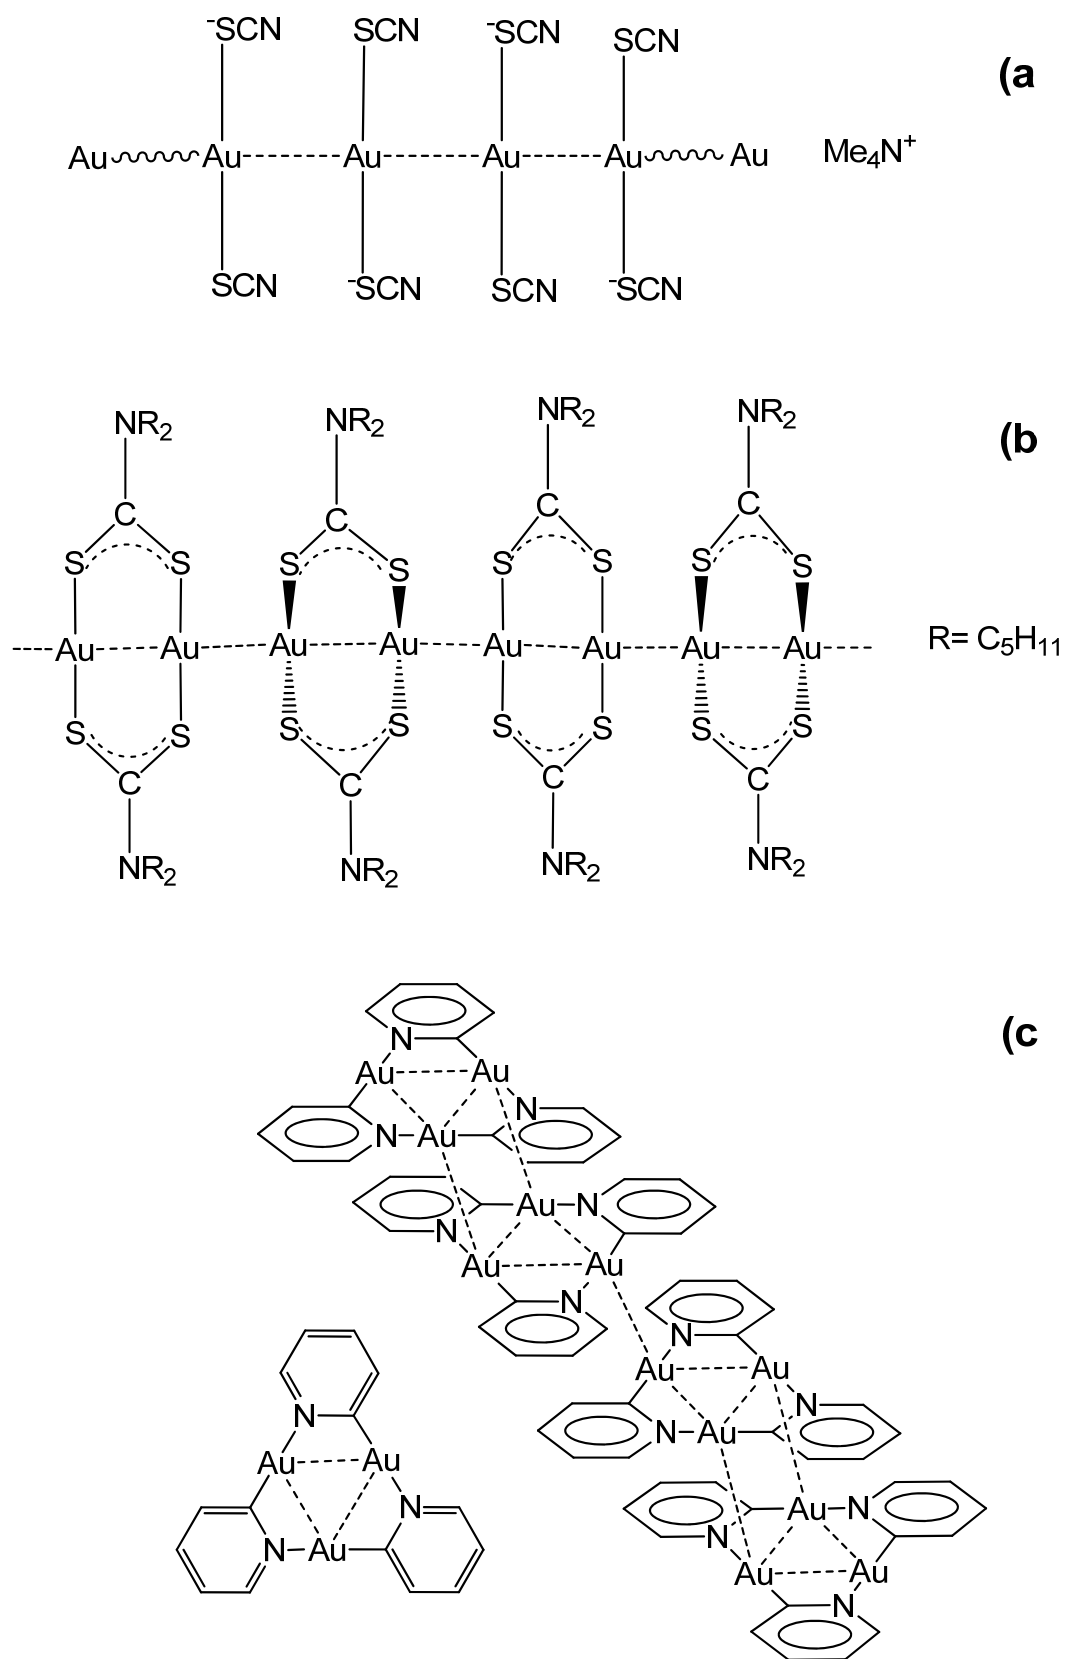 ⁻SCN SCN ⁻SCN SCN
(a
Au Au Au Au Au Au Me₄N⁺
SCN ⁻SCN SCN ⁻SCN
NR₂ NR₂ NR₂ NR₂
(b
C C C C
S S S S S S S S
Au Au Au Au Au Au Au Au R= C₅H₁₁
S S S S S S S S
C C C C
NR₂ NR₂ NR₂ NR₂
(c
N
Au Au
N
N Au
Au N
N
Au Au
N
N
Au Au
N
N Au
Au N
N
Au Au
N
N
Au Au
N
N Au